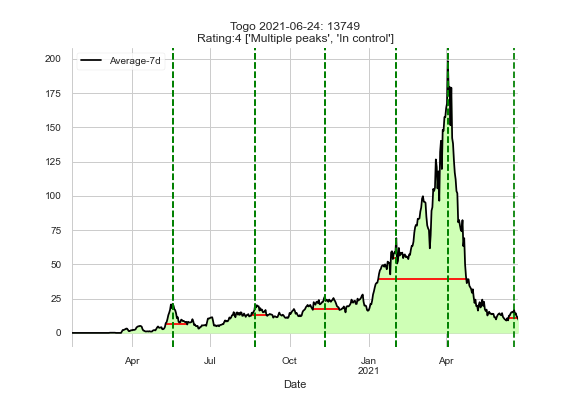 Togo 2021-06-24: 13749
Rating:4 ['Multiple peaks', 'In control']
Average-7d
200
175
150
125
100
75
50
25
0
Apr Jul Oct Jan Apr
2021
Date